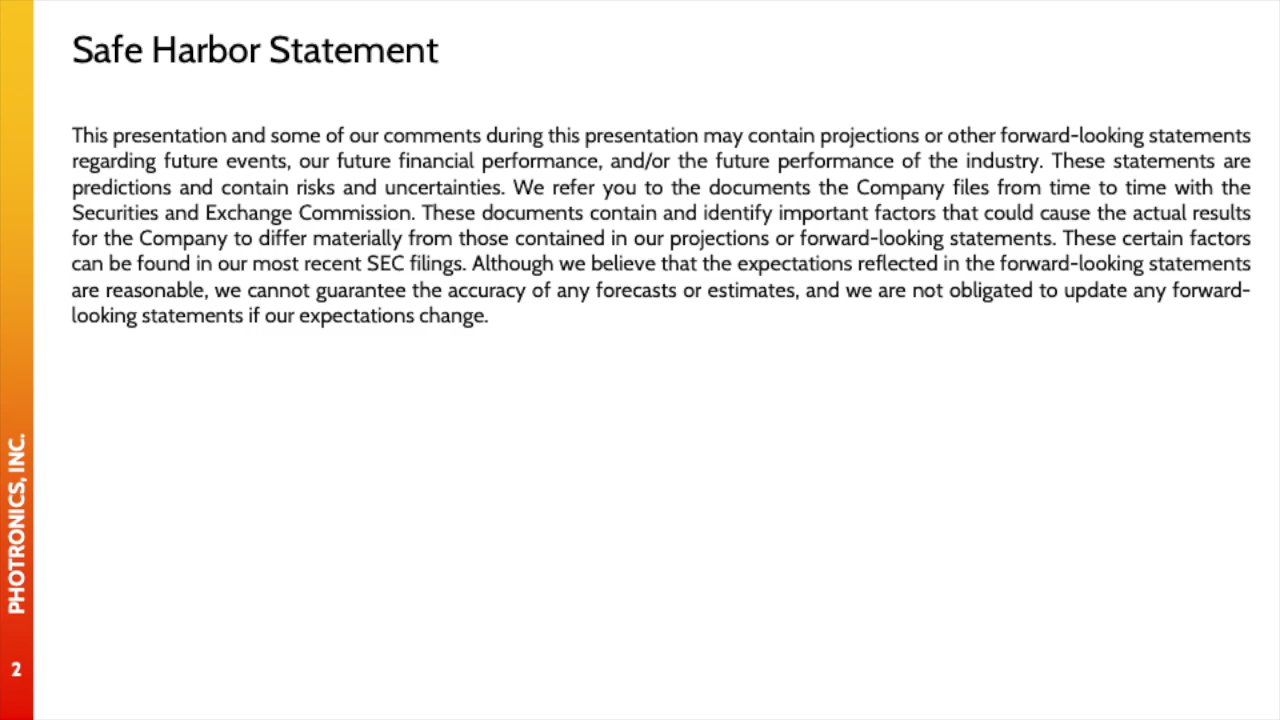 Safe Harbor Statement
This presentation and some of our comments during this presentation may contain projections or other forward-looking statements
regarding future events, our future financial performance, and/or the future performance of the industry. These statements are
predictions and contain risks and uncertainties. We refer you to the documents the Company files from time to time with the
Securities and Exchange Commission. These documents contain and identify important factors that could cause the actual results
for the Company to differ materially from those contained in our projections or forward-looking statements. These certain factors
can be found in our most recent SEC filings. Although we believe that the expectations reflected in the forward-looking statements
are reasonable, we cannot guarantee the accuracy of any forecasts or estimates, and we are not obligated to update any forward-
looking statements if our expectations change.
PHOTRONICS, INC.
2